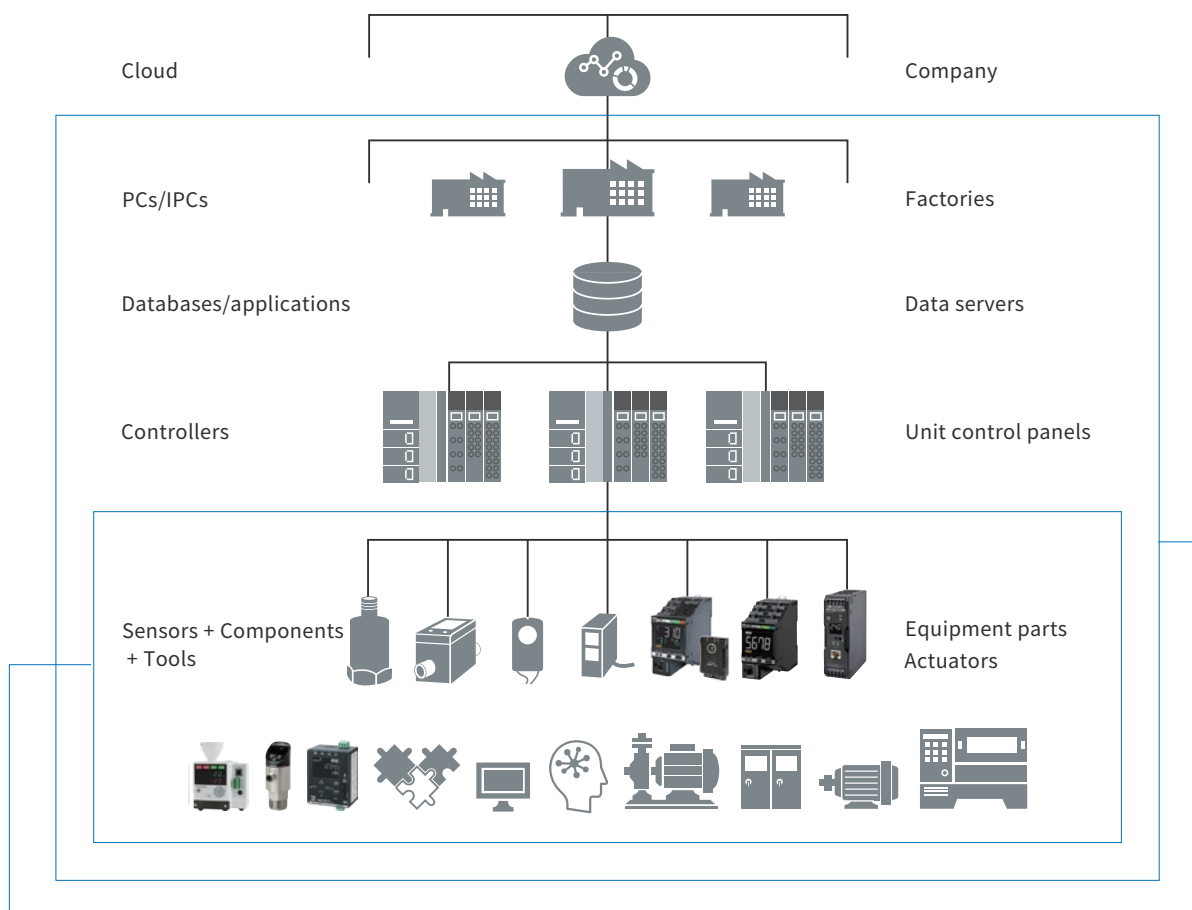 Cloud
Company
PCs/IPCs
Factories
Databases/applications
Data servers
Controllers
Unit control panels
Sensors + Components
+ Tools
Equipment parts
Actuators
5678